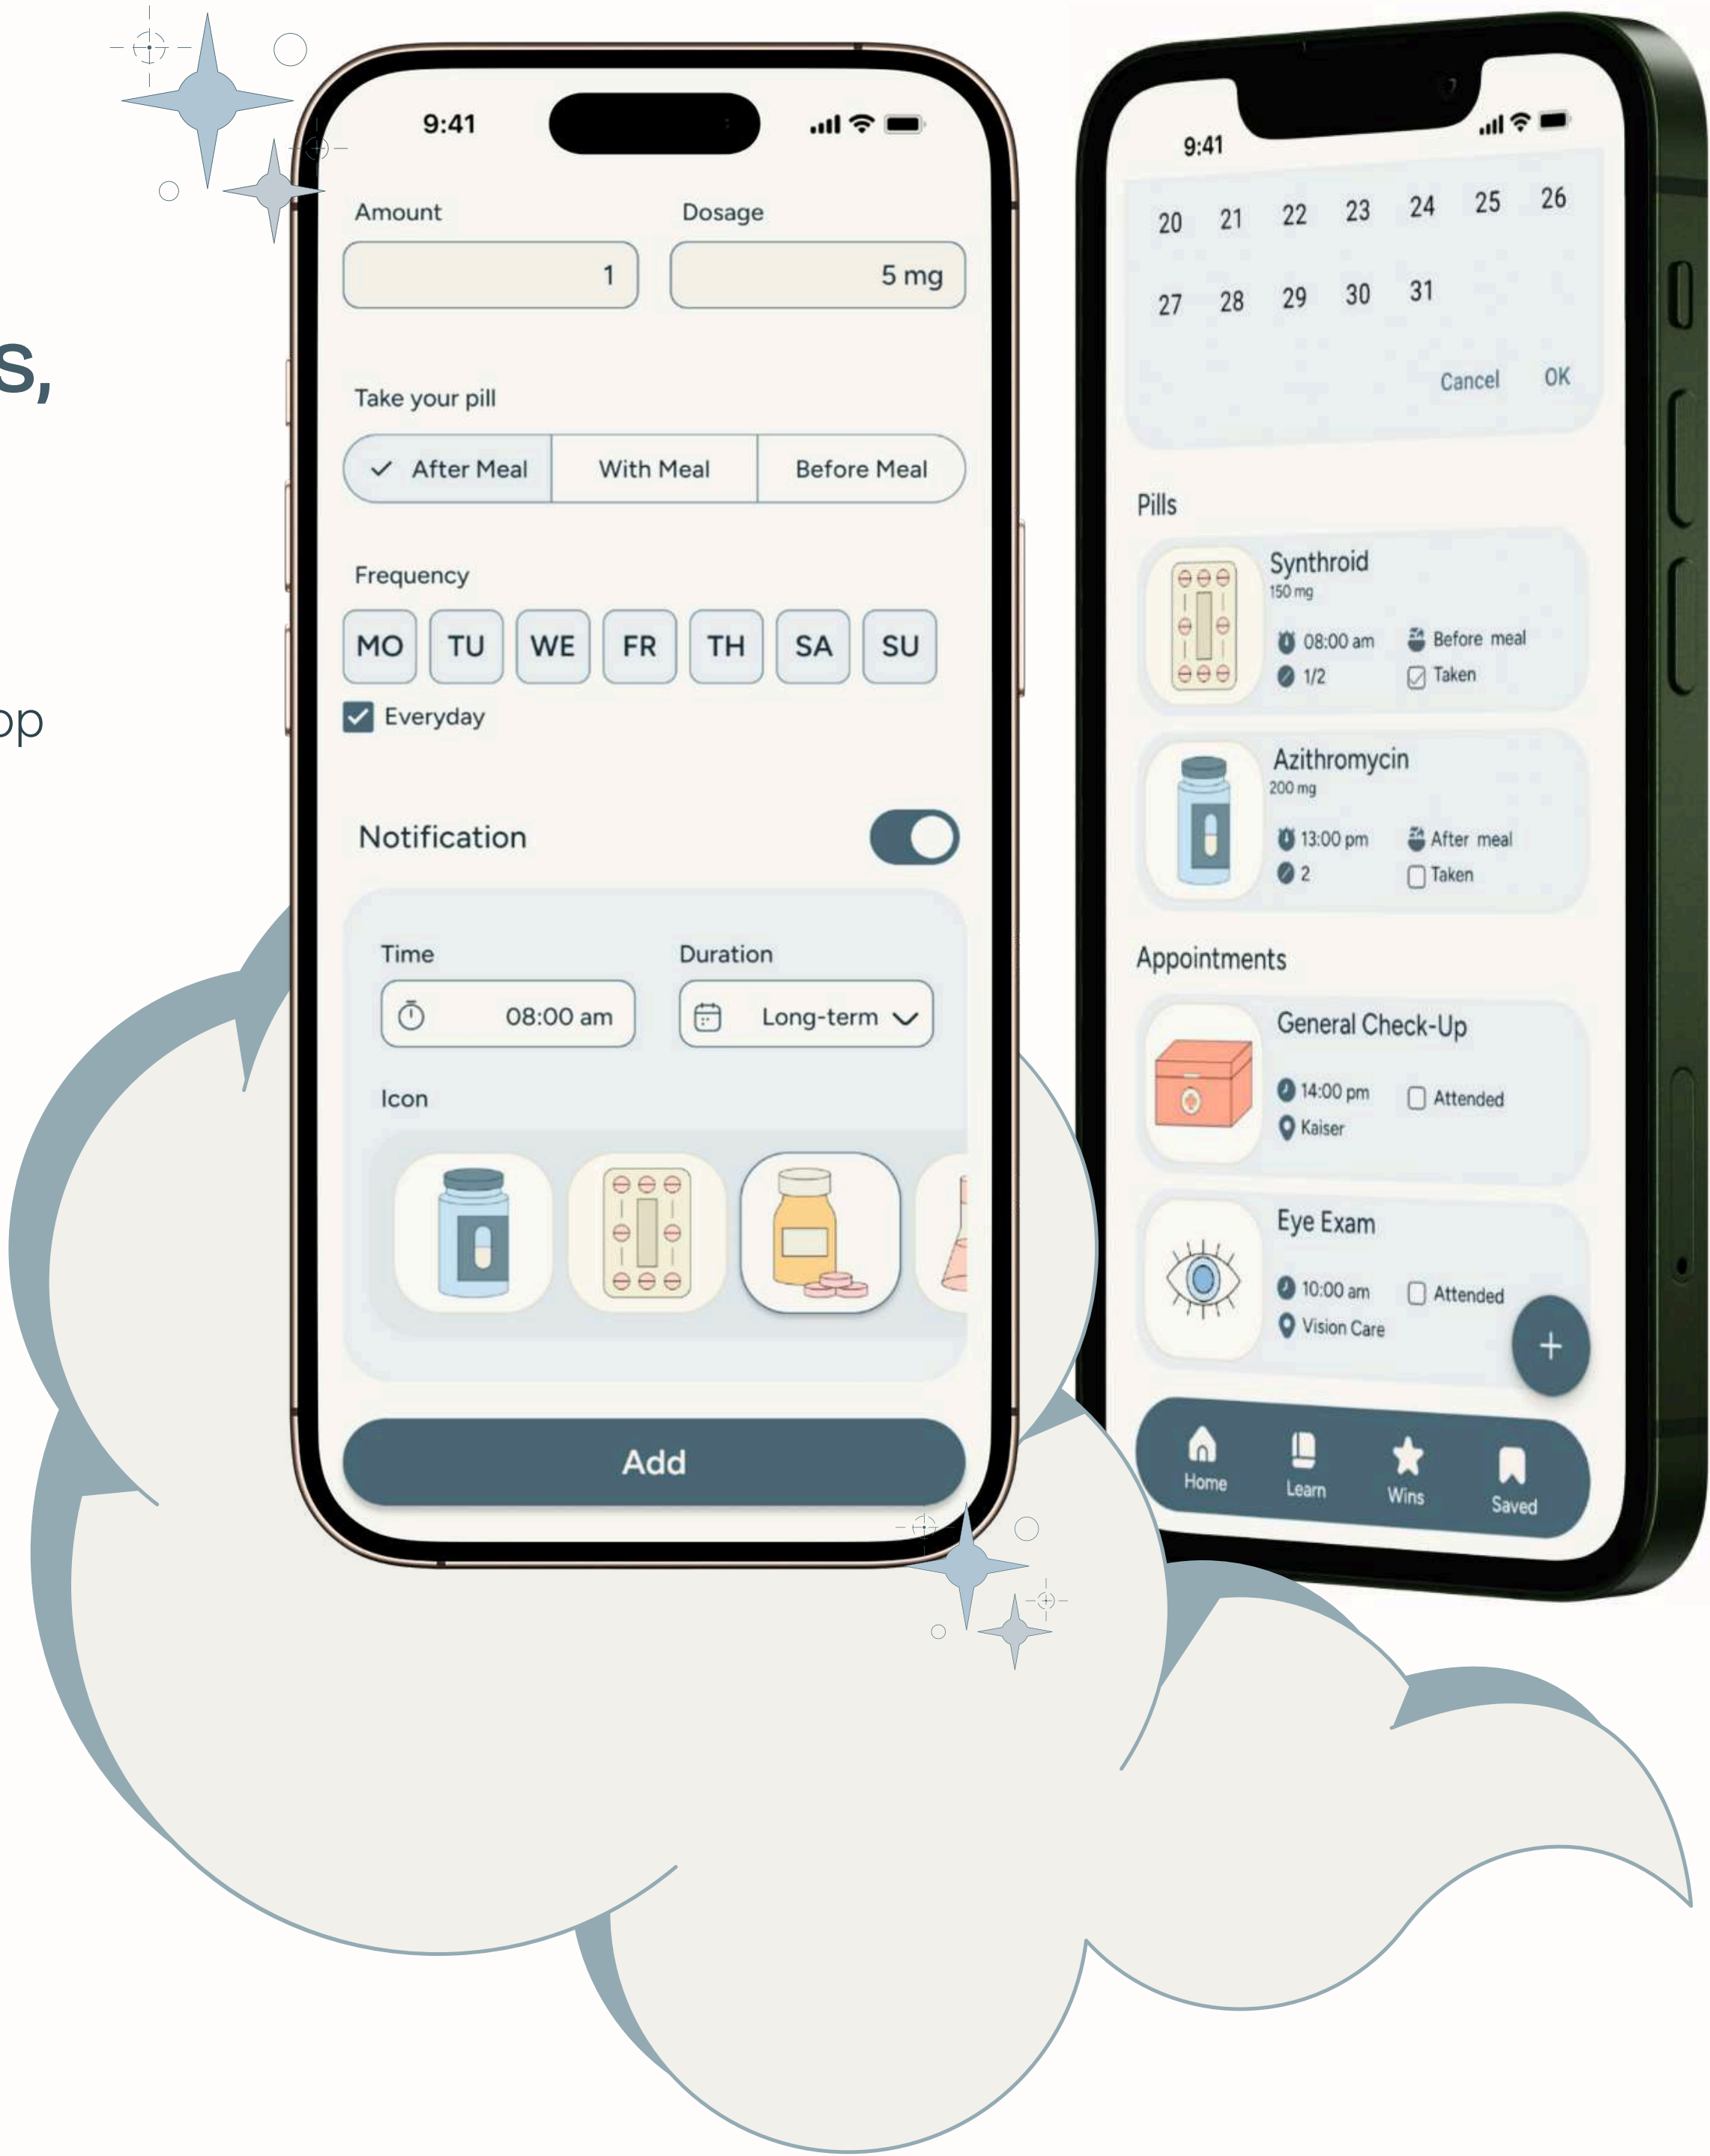 s,
op
9:41
Amount Dosage
1 5 mg
Take your pill
After Meal With Meal Before Meal
Frequency
MO TU WE FR TH SA SU
Everyday
Notification
Time Duration
08:00 am Long-term
Icon
Add
9:41
20 21 22 23 24 25 26
27 28 29 30 31
Cancel OK
Pills
Synthroid
150 mg
08:00 am Before meal
1/2 Taken
Azithromycin
200 mg
13:00 pm After meal
2 Taken
Appointments
General Check-Up
14:00 pm Attended
Kaiser
Eye Exam
10:00 am Attended
Vision Care
+
Home Learn Wins Saved